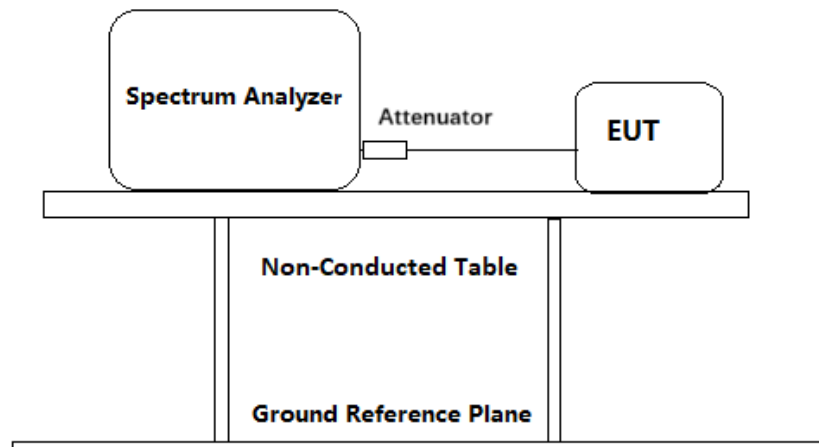 Spectrum Analyzer
Attenuator
EUT
Non-Conducted Table
Ground Reference Plane